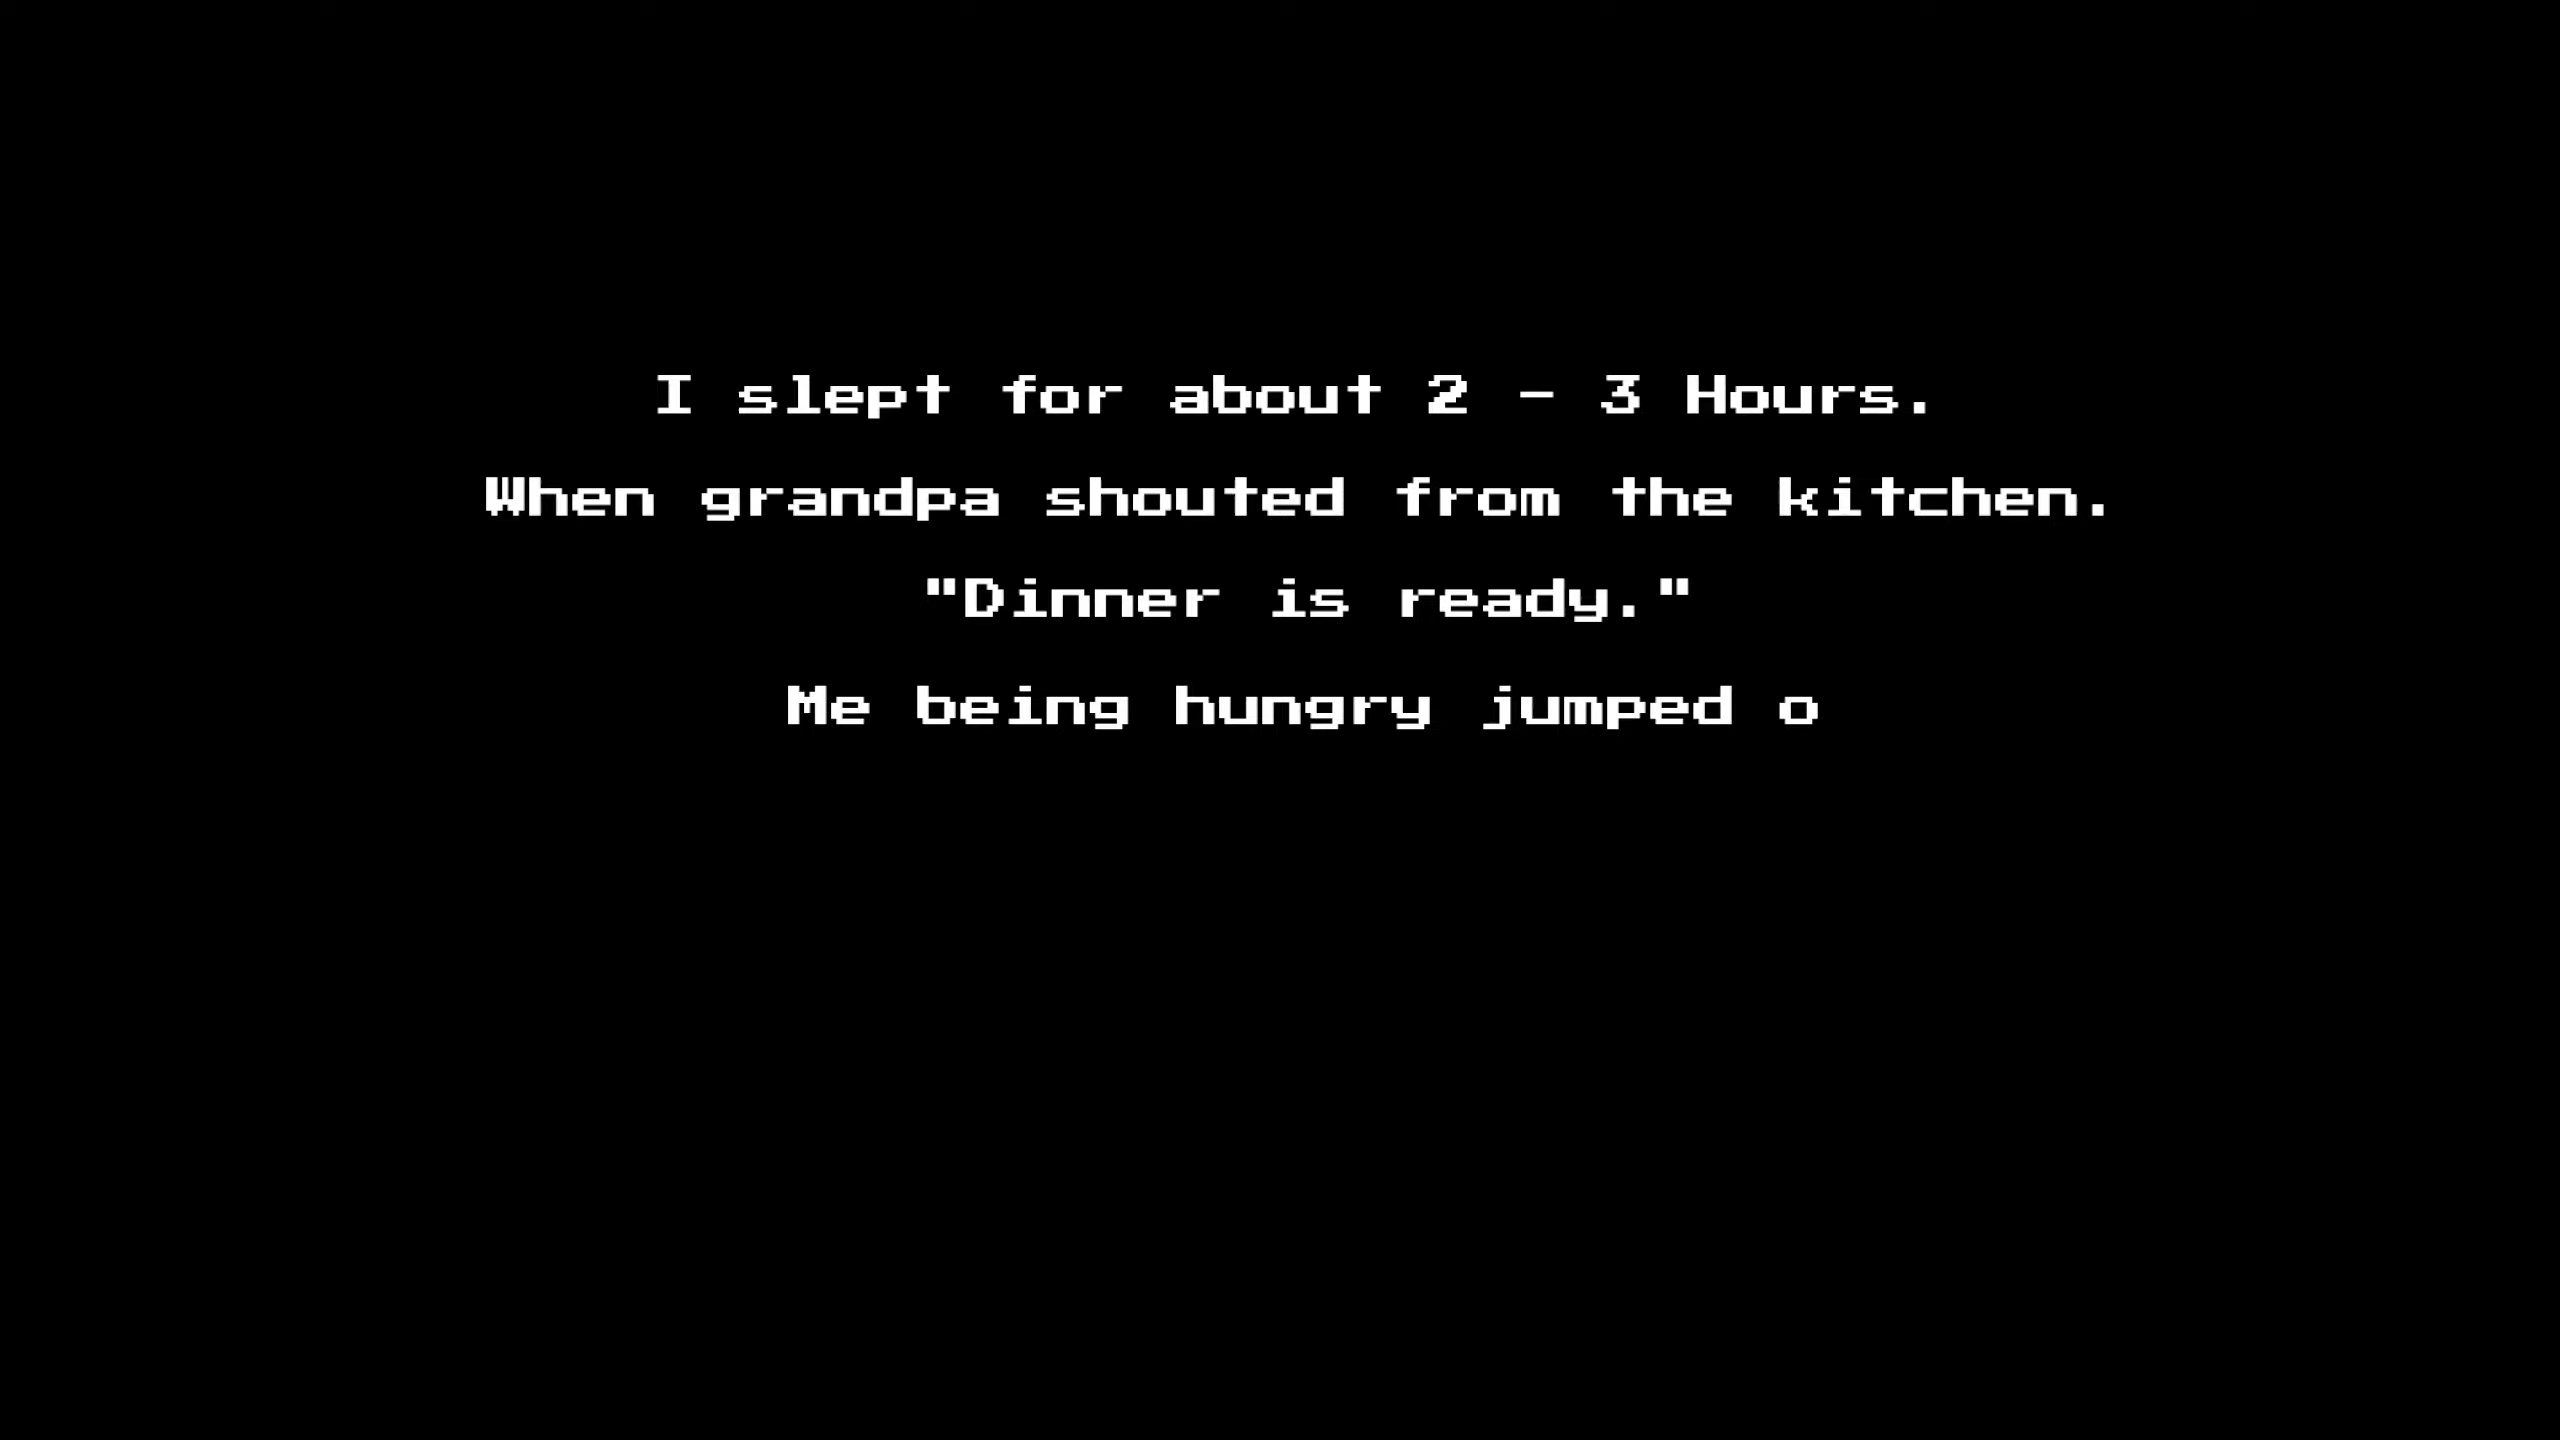 I slept for about 2 - 3 Hours.
When grandpa shouted from the kitchen.
"Dinner is ready."
Me being hungry jumped o